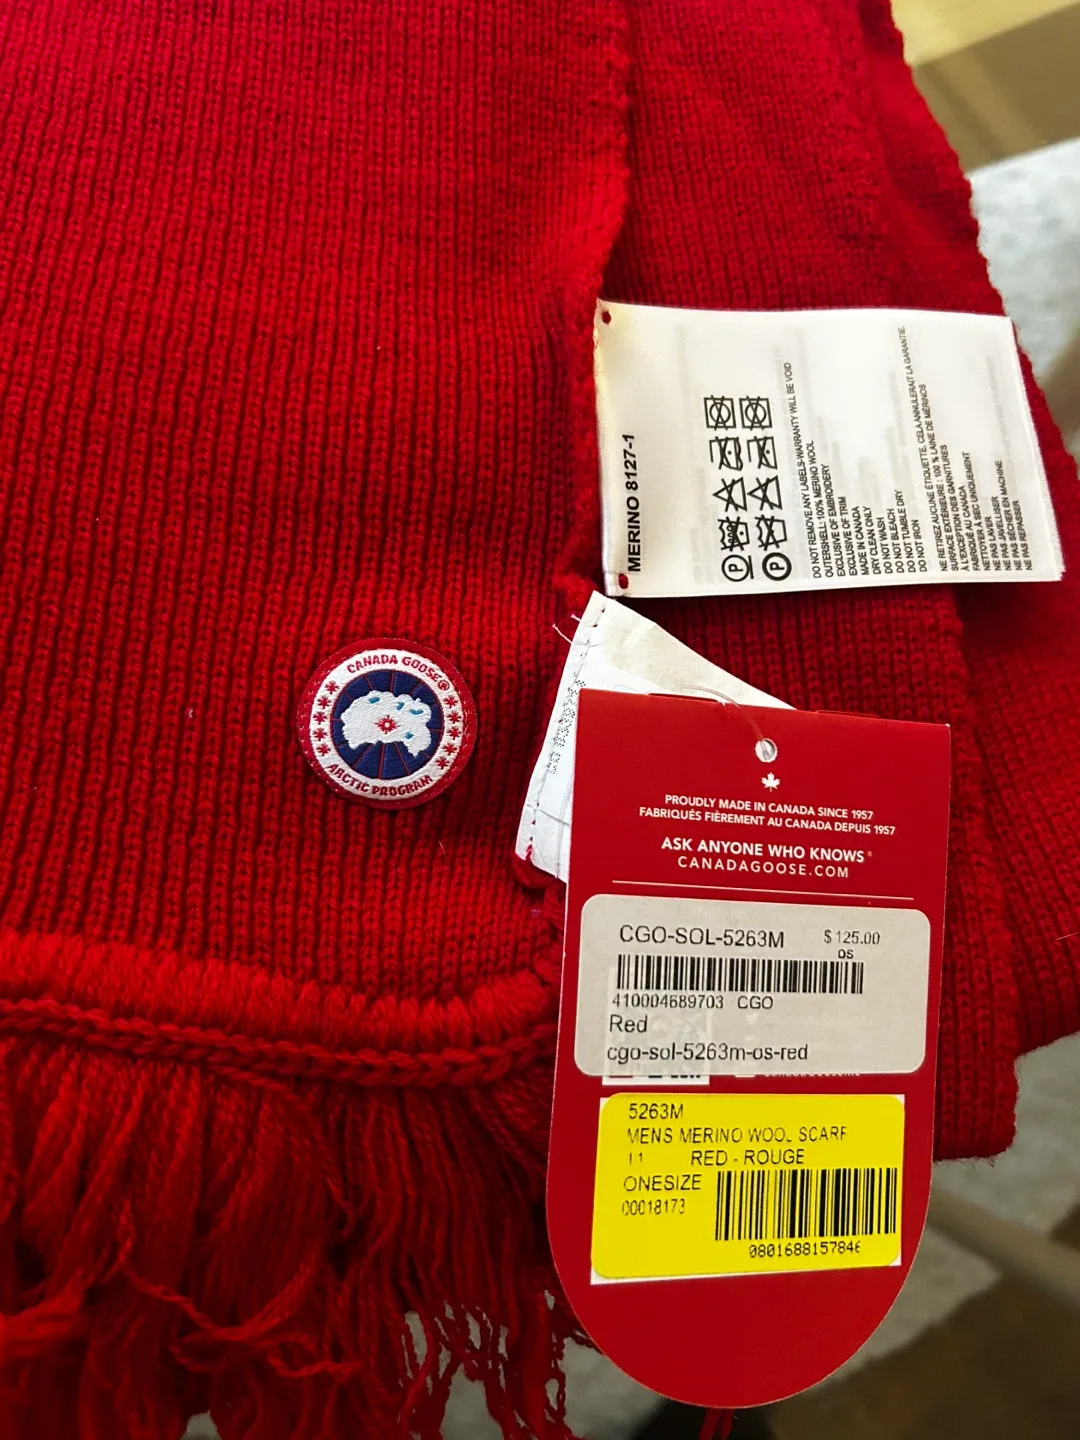 MERINO 8127-1
DO NOT REMOVE ANY LABELS-WARRANTY WILL BE VOID
OUTERSHELL: 100% MERINO WOOL
EXCLUSIVE OF EMBROIDERY
EXCLUSIVE OF TRIM
MADE IN CANADA
DRY CLEAN ONLY
DO NOT WASH
DO NOT BLEACH
DO NOT TUMBLE DRY
DO NOT IRON
NE RETIREZ AUCUNE ÉTIQUETTE, CELA ANNULERAIT LA GARANTIE.
SURFACE EXTÉRIEURE : 100 % LAINE DE MÉRINOS
À L'EXCEPTION DES GARNITURES
FABRIQUÉ AU CANADA
NETTOYER À SEC UNIQUEMENT
NE PAS LAVER
NE PAS JAVELLISER
NE PAS SÉCHER EN MACHINE
NE PAS REPASSER
CANADA GOOSE®
ARCTIC PROGRAM
PROUDLY MADE IN CANADA SINCE 1957
FABRIQUÉS FIÈREMENT AU CANADA DEPUIS 1957
ASK ANYONE WHO KNOWS®
CANADAGOOSE.COM
CGO-SOL-5263M $125.00
OS
410004689703 CGO
Red
cgo-sol-5263m-os-red
5263M
MENS MERINO WOOL SCARF
11 RED - ROUGE
ONESIZE
00018173
0801688157846